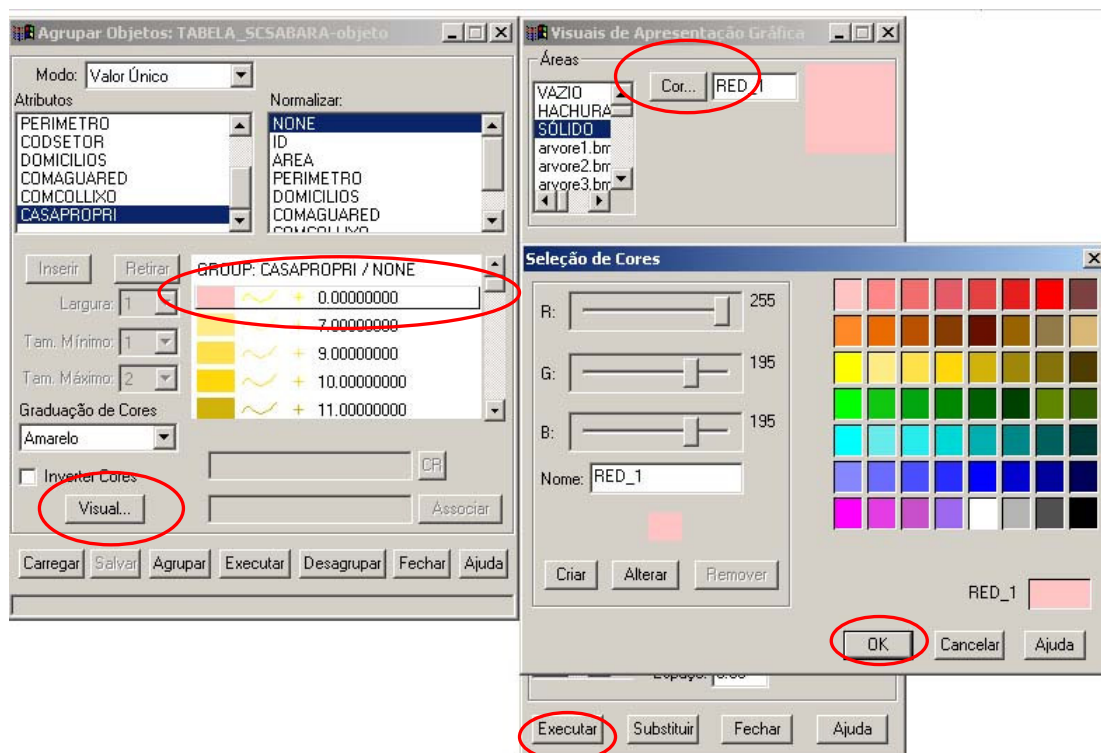 Agrupar Objetos: TABELA_SCSABARA-objeto
Modo: Valor Único
Atributos
Normalizar:
PERIMETRO
CODSETOR
DOMICILIOS
COMAGUARED
COMCOLLIXO
CASAPROPRI
NONE
ID
AREA
PERIMETRO
DOMICILIOS
COMAGUARED
COMCOLLIXO
Inserir
Retirar
Largura: 1
Tam. Mínimo: 1
Tam. Máximo: 2
Graduação de Cores
Amarelo
Inverter Cores
Visual...
GROUP: CASAPROPRI / NONE
0.00000000
7.00000000
9.00000000
10.00000000
11.00000000
CR
Associar
Carregar Salvar Agrupar Executar Desagrupar Fechar Ajuda
Visuais de Apresentação Gráfica
Áreas
VAZIO
HACHURA
SÓLIDO
arvore1.bm
arvore2.bm
arvore3.bm
Cor... RED_1
Seleção de Cores
R: 255
G: 195
B: 195
Nome: RED_1
Criar Alterar Remover
RED_1
OK Cancelar Ajuda
Executar Substituir Fechar Ajuda